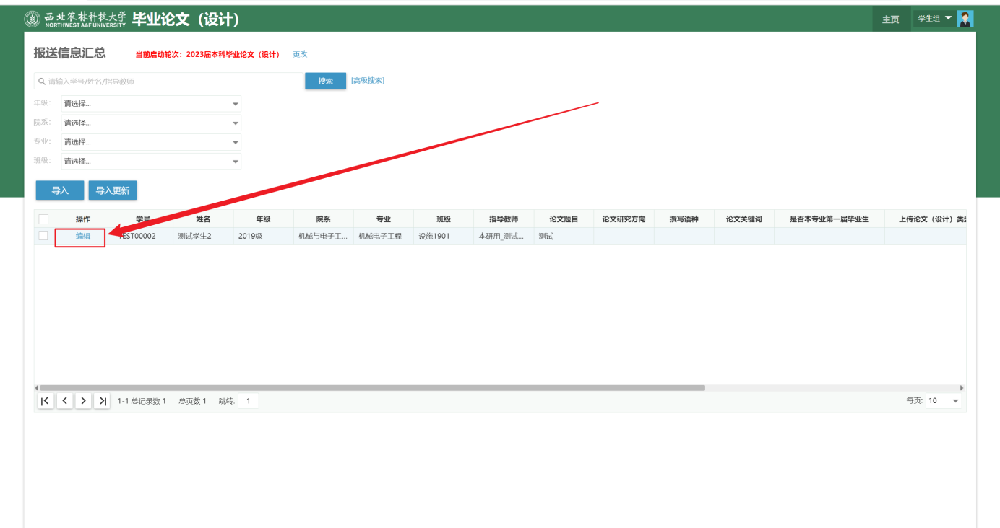 西北农林科技大学 毕业论文（设计）
NORTHWEST A&F UNIVERSITY
主页 学生组
报送信息汇总 当前启动轮次：2023届本科毕业论文（设计） 更改
请输入学号/姓名/指导教师 搜索 [高级搜索]
年级: 请选择...
院系: 请选择...
专业: 请选择...
班级: 请选择...
导入 导入更新
操作 学号 姓名 年级 院系 专业 班级 指导教师 论文题目 论文研究方向 撰写语种 论文关键词 是否本专业第一届毕业生 上传论文（设计）类型
编辑 TEST00002 测试学生2 2019级 机械与电子工... 机械电子工程 设施1901 本研用_测试... 测试
1-1 总记录数 1 总页数 1 跳转: 1 每页: 10